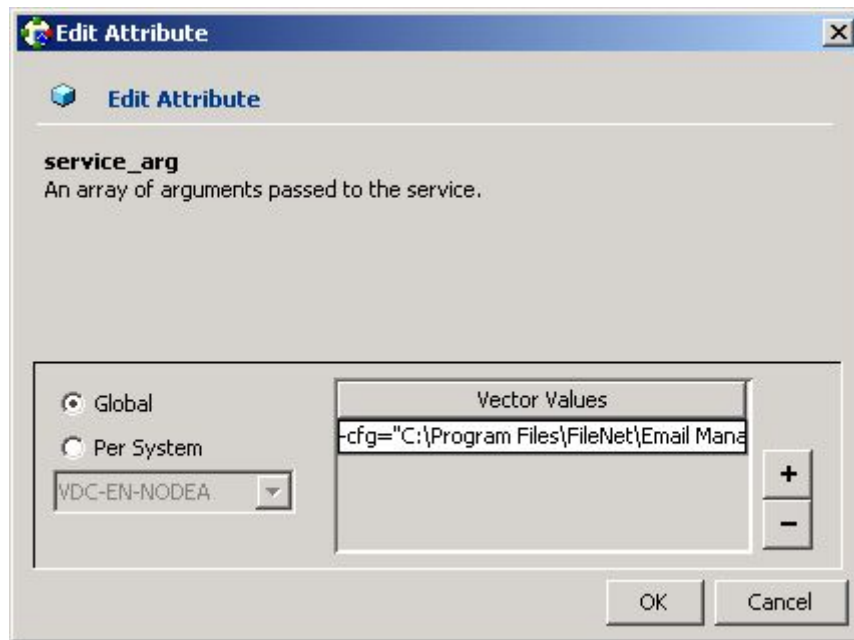 Edit Attribute
Edit Attribute
service_arg
An array of arguments passed to the service.
Global
Per System
VDC-EN-NODEA
Vector Values
-cfg="C:\Program Files\FileNet\Email Mana
+
−
OK
Cancel